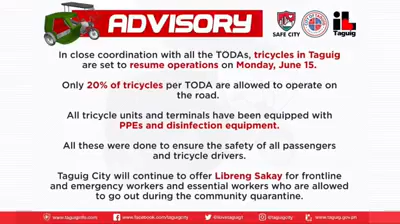 ADVISORY
SAFE CITY
iL
Taguig
In close coordination with all the TODAs, tricycles in Taguig
are set to resume operations on Monday, June 15.
Only 20% of tricycles per TODA are allowed to operate on
the road.
All tricycle units and terminals have been equipped with
PPEs and disinfection equipment.
All these were done to ensure the safety of all passengers
and tricycle drivers.
Taguig City will continue to offer Libreng Sakay for frontline
and emergency workers and essential workers who are allowed
to go out during the community quarantine.
www.taguiginfo.com
www.facebook.com/taguigcity
@taguigcity
www.taguig.gov.ph